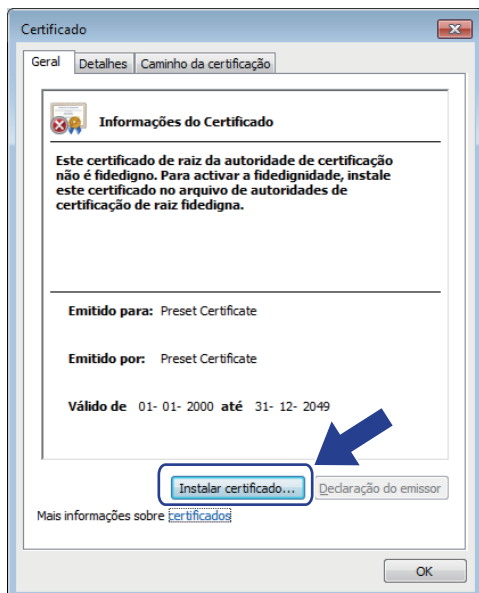 Certificado
Geral Detalhes Caminho da certificação
Informações do Certificado
Este certificado de raiz da autoridade de certificação
não é fidedigno. Para activar a fidedignidade, instale
este certificado no arquivo de autoridades de
certificação de raiz fidedigna.
Emitido para: Preset Certificate
Emitido por: Preset Certificate
Válido de 01- 01- 2000 até 31- 12- 2049
Instalar certificado... Declaração do emissor
Mais informações sobre certificados
OK